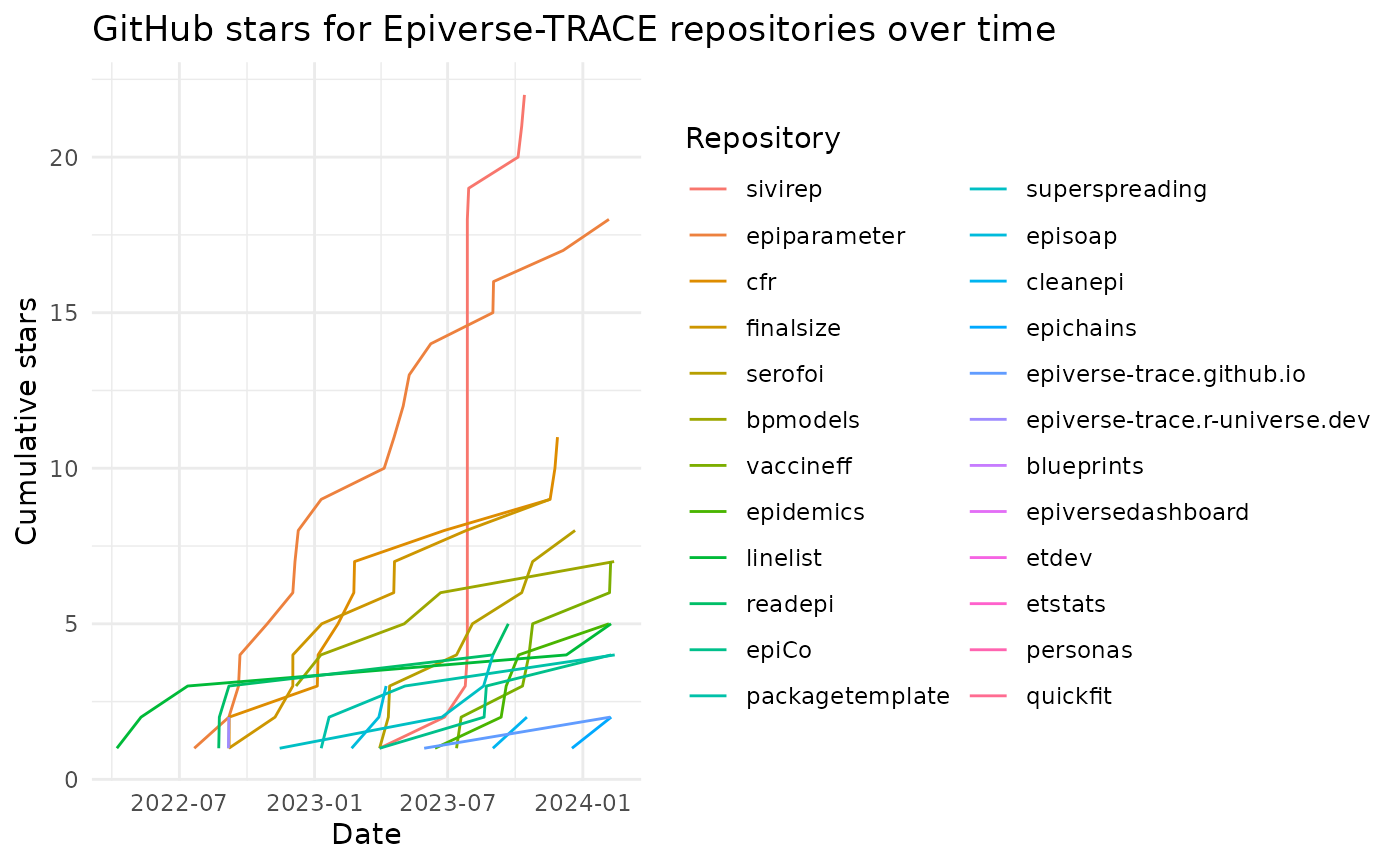 GitHub stars for Epiverse-TRACE repositories over time
Cumulative stars
20
15
10
5
0
2022-07
2023-01
2023-07
2024-01
Date
Repository
sivirep
epiparameter
cfr
finalsize
serofoi
bpmodels
vaccineff
epidemics
linelist
readepi
epiCo
packagetemplate
superspreading
episoap
cleanepi
epichains
epiverse-trace.github.io
epiverse-trace.r-universe.dev
blueprints
epiversedashboard
etdev
etstats
personas
quickfit